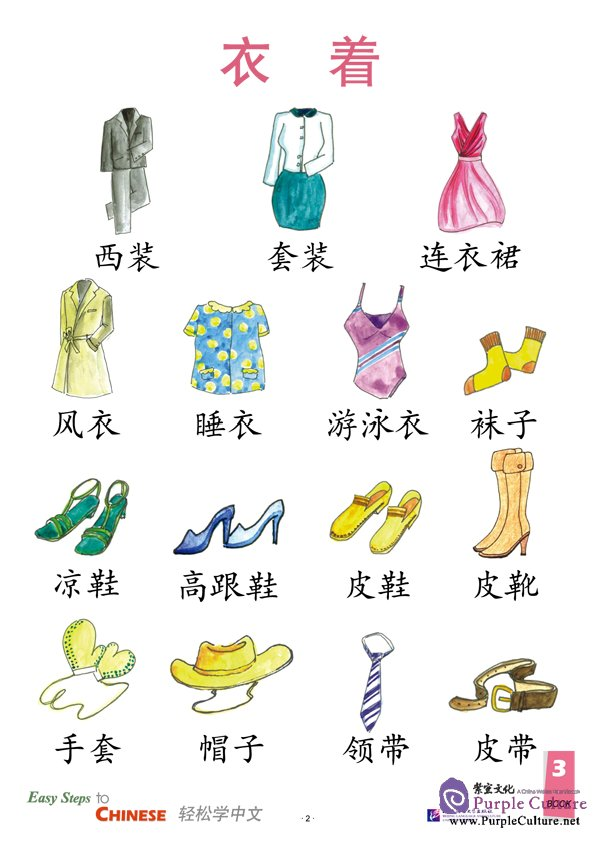 衣 着
西装 套装 连衣裙
风衣 睡衣 游泳衣 袜子
凉鞋 高跟鞋 皮鞋 皮靴
手套 帽子 领带 皮带
3
BOOK
紫室文化
Easy Steps to CHINESE 轻松学中文
· 2 ·
Purple Culture
www.PurpleCulture.net